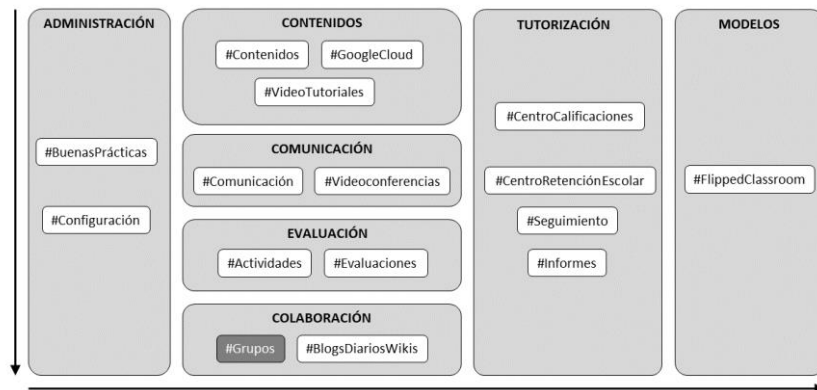 ADMINISTRACIÓN
#BuenasPrácticas
#Configuración
CONTENIDOS
#Contenidos #GoogleCloud
#VideoTutoriales
COMUNICACIÓN
#Comunicación #Videoconferencias
EVALUACIÓN
#Actividades #Evaluaciones
COLABORACIÓN
#Grupos #BlogsDiariosWikis
TUTORIZACIÓN
#CentroCalificaciones
#CentroRetenciónEscolar
#Seguimiento
#Informes
MODELOS
#FlippedClassroom